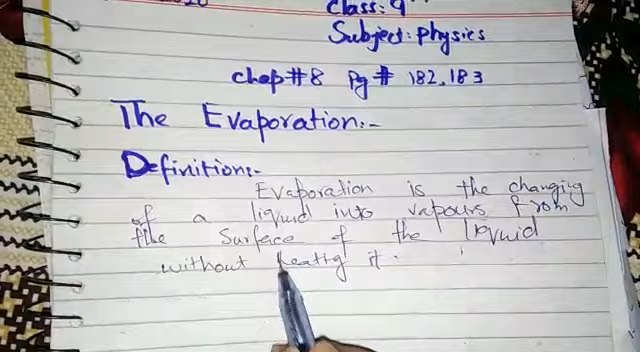 Class: 9
Subject: Physics
Chap#8 Pg# 182,183
The Evaporation:-
Definition:-
Evaporation is the changing
of a liquid into vapours from
the Surface of the liquid
without heattg it.